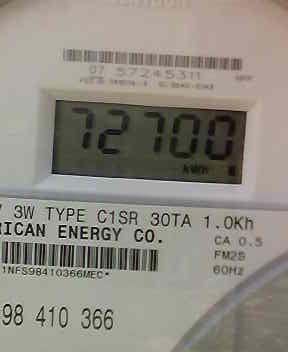 07 57245311
72700
kWh
3W TYPE C1SR 30TA 1.0Kh
RICAN ENERGY CO.
CA 0.5
FM2S
60Hz
1NFS98410366MEC*
98 410 366